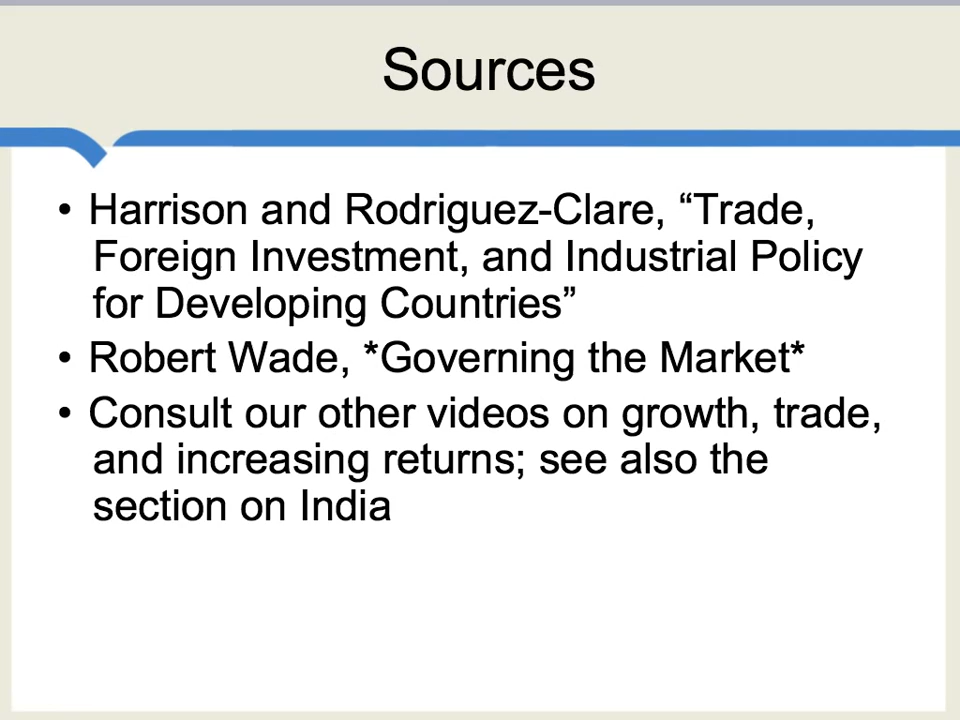 Sources
• Harrison and Rodriguez-Clare, “Trade,
Foreign Investment, and Industrial Policy
for Developing Countries”
• Robert Wade, *Governing the Market*
• Consult our other videos on growth, trade,
and increasing returns; see also the
section on India